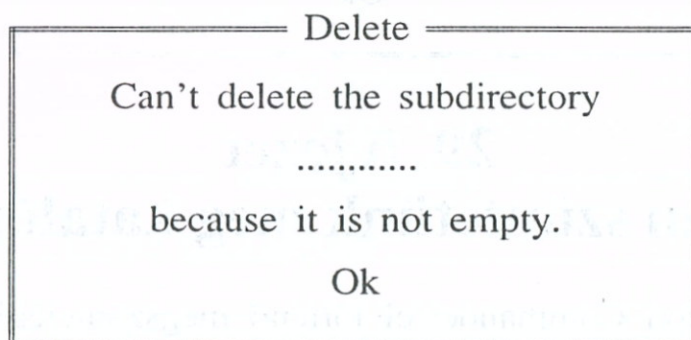 Delete
Can't delete the subdirectory
............
because it is not empty.
Ok